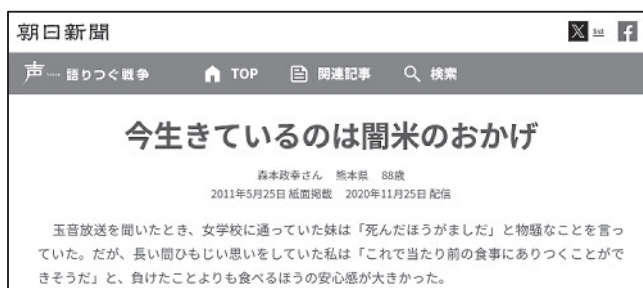 朝日新聞
声 語りつぐ戦争 TOP 関連記事 検索
今生きているのは闇米のおかげ
森本政幸さん 熊本県 88歳
2011年5月25日 紙面掲載 2020年11月25日 配信
玉音放送を聞いたとき、女学校に通っていた妹は「死んだほうがましだ」と物騒なことを言っ
ていた。だが、長い間ひもじい思いをしていた私は「これで当たり前の食事にありつくことがで
きそうだ」と、負けたことよりも食べるほうの安心感が大きかった。